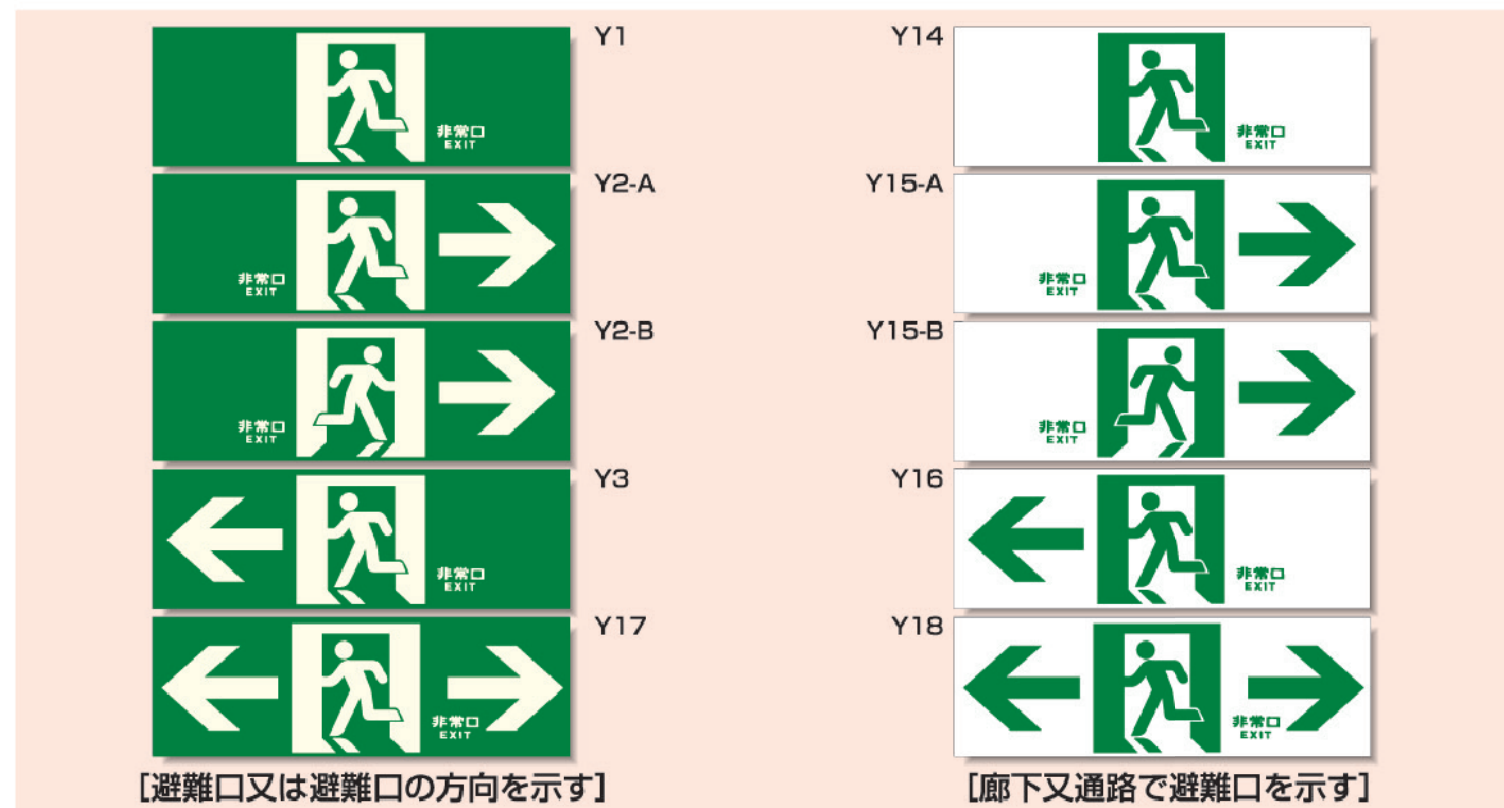 Y1
非常口
EXIT
Y2-A
非常口
EXIT
Y2-B
非常口
EXIT
Y3
非常口
EXIT
Y17
非常口
EXIT
[避難口又は避難口の方向を示す]
Y14
非常口
EXIT
Y15-A
非常口
EXIT
Y15-B
非常口
EXIT
Y16
非常口
EXIT
Y18
非常口
EXIT
[廊下又通路で避難口を示す]